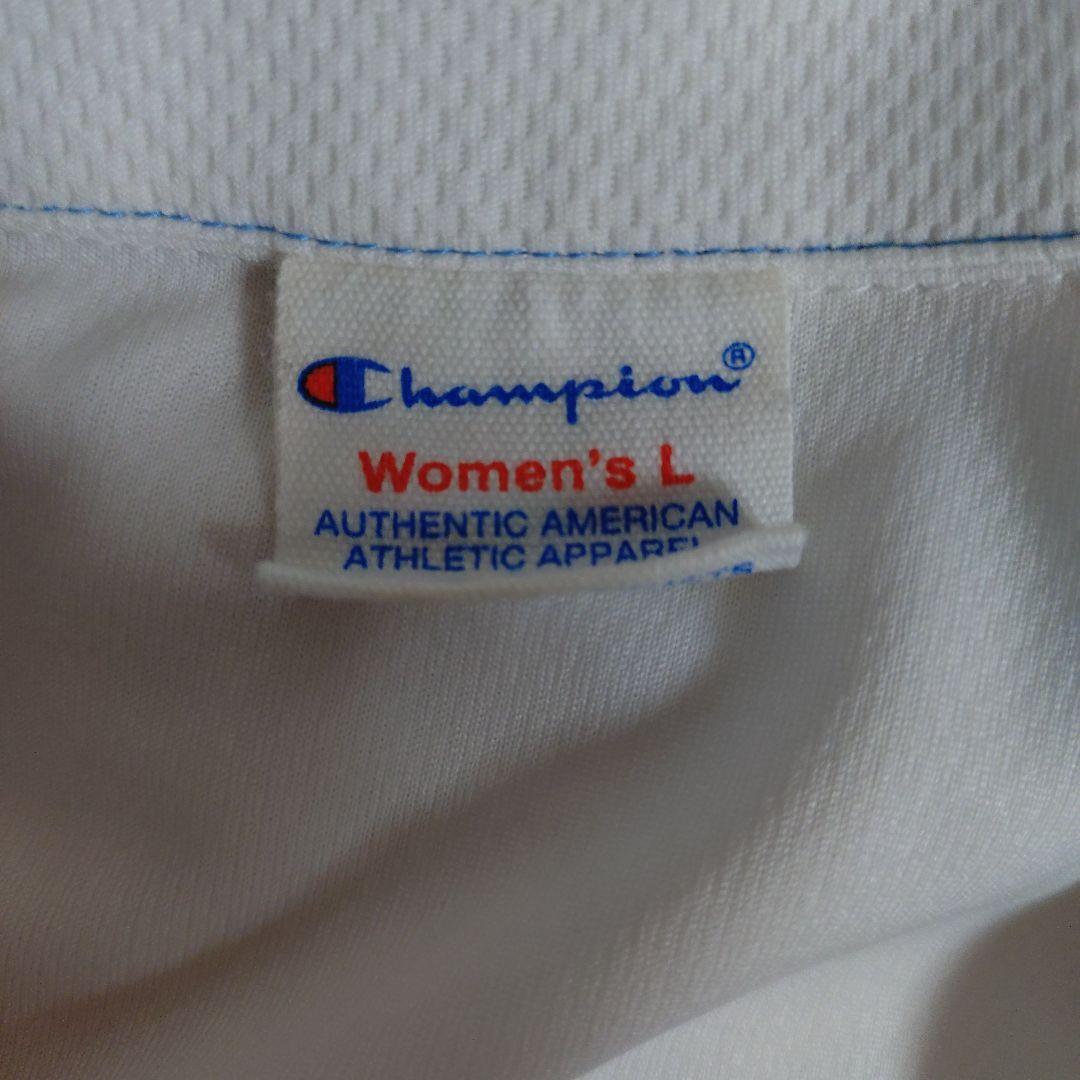 Champion®
Women's L
AUTHENTIC AMERICAN
ATHLETIC APPAREL